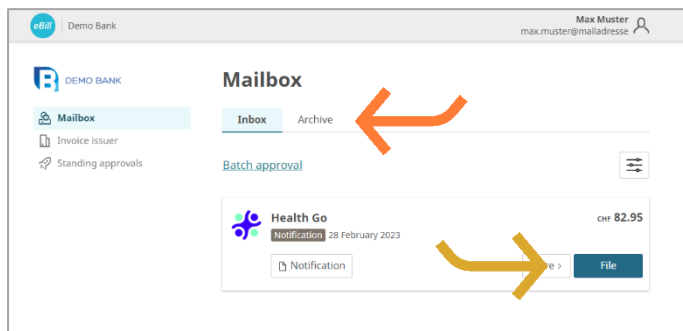 eBill Demo Bank
Max Muster
max.muster@mailadresse
DEMO BANK
Mailbox
Invoice issuer
Standing approvals
Mailbox
Inbox Archive
Batch approval
Health Go
CHF 82.95
Notification 28 February 2023
Notification
File